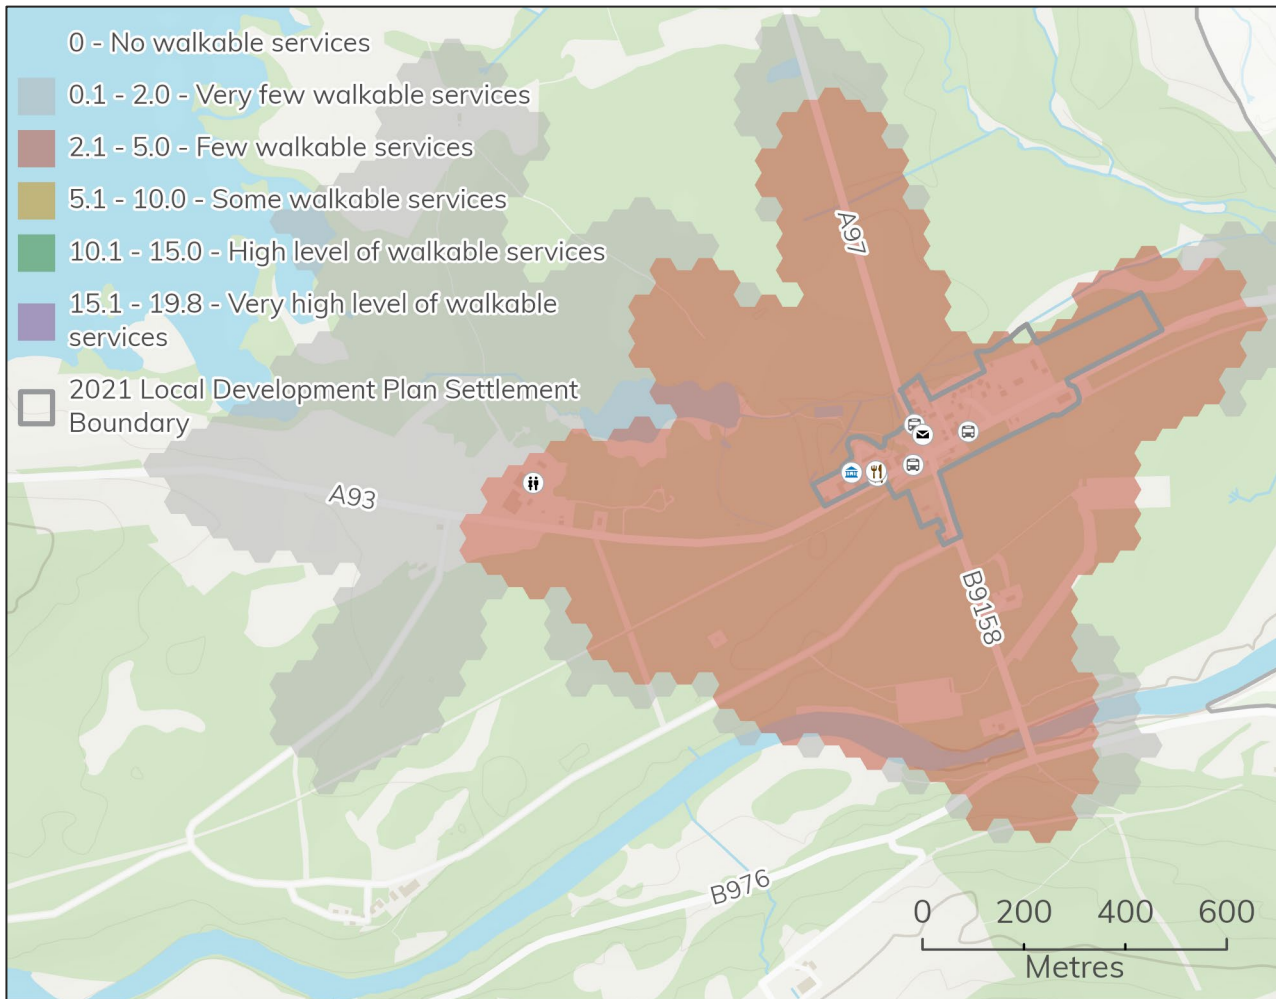 0 - No walkable services
0.1 - 2.0 - Very few walkable services
2.1 - 5.0 - Few walkable services
5.1 - 10.0 - Some walkable services
10.1 - 15.0 - High level of walkable services
15.1 - 19.8 - Very high level of walkable
services
2021 Local Development Plan Settlement
Boundary
A97
A93
B9158
B976
0 200 400 600
Metres